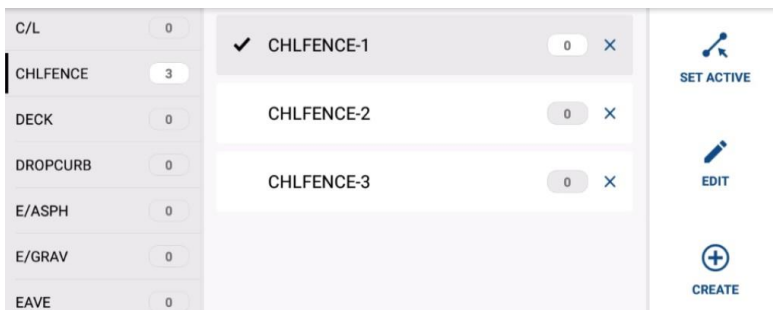 C/L 0
CHLFENCE 3
DECK 0
DROPCURB 0
E/ASPH 0
E/GRAV 0
EAVE 0
CHLFENCE-1 0
CHLFENCE-2 0
CHLFENCE-3 0
SET ACTIVE
EDIT
CREATE